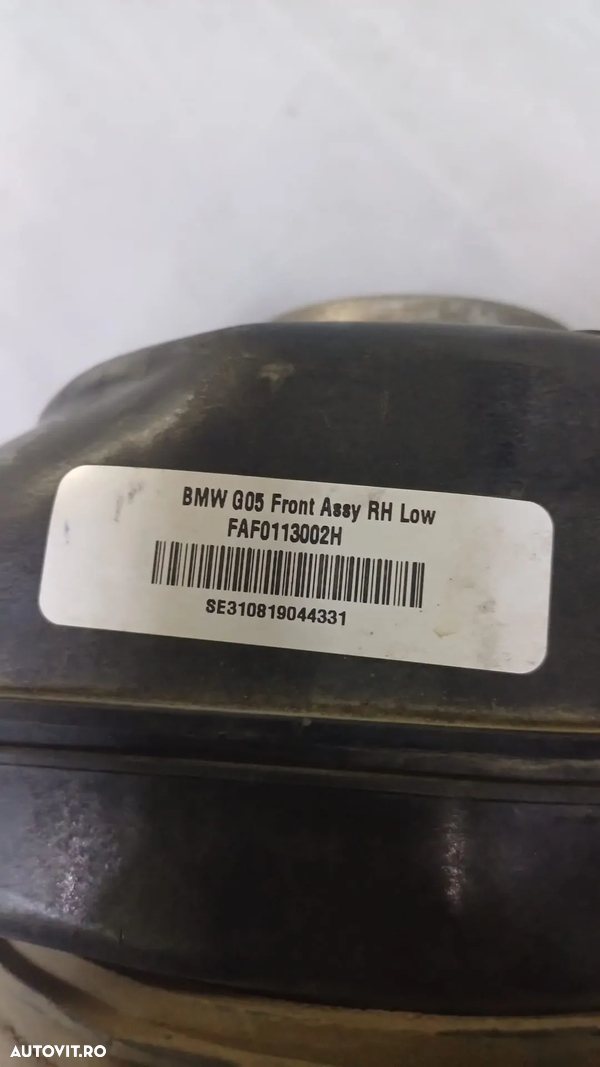 BMW G05 Front Assy RH Low
FAF0113002H
SE310819044331
AUTOVIT.RO